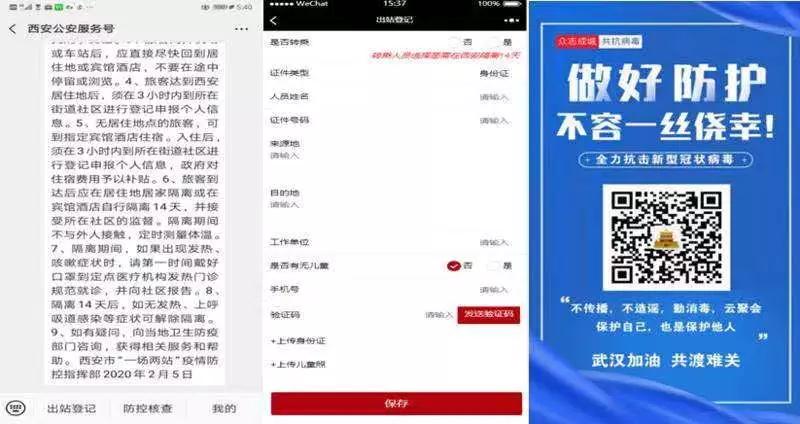 5:40
西安公安服务号
或车站后，应直接尽快回到居
住地或宾馆酒店，不要在途中
停留或浏览。4、旅客达到西安
居住地后，须在3小时内到所在
街道社区进行登记申报个人信
息。5、无居住地点的旅客，可
到指定宾馆酒店住宿。入住后，
须在3小时内到所在街道社区进
行登记申报个人信息，政府对
住宿费用予以补贴。6、旅客到
达后应在居住地居家隔离或在
宾馆酒店自行隔离14天，并接
受所在社区的监督。隔离期间
不与外人接触，定时测量体温。
7、隔离期间，如果出现发热、
咳嗽症状时，请第一时间戴好
口罩到定点医疗机构发热门诊
规范就诊，并向社区报告。8、
隔离14天后，如无发热、上呼
吸道感染等症状可解除隔离。
9、如有疑问，向当地卫生防疫
部门咨询，获得相关服务和帮
助。西安市“一场两站”疫情防
控指挥部2020年2月5日
出站登记 防控核查 我的
WeChat 15:37 100%
出站登记
是否转乘 否 是
证件类型 身份证
人员姓名 请输入
证件号码 请输入
来源地
请输入
目的地
请输入
工作单位 请输入
是否有无儿童 否 是
手机号 请输入
验证码 请输入 发送验证码
+上传身份证
+上传儿童照
保存
众志成城 共抗病毒
做好防护
不容一丝侥幸！
全力抗击新型冠状病毒
“不传播，不造谣，勤消毒，云聚会
保护自己，也是保护他人”
武汉加油 共渡难关